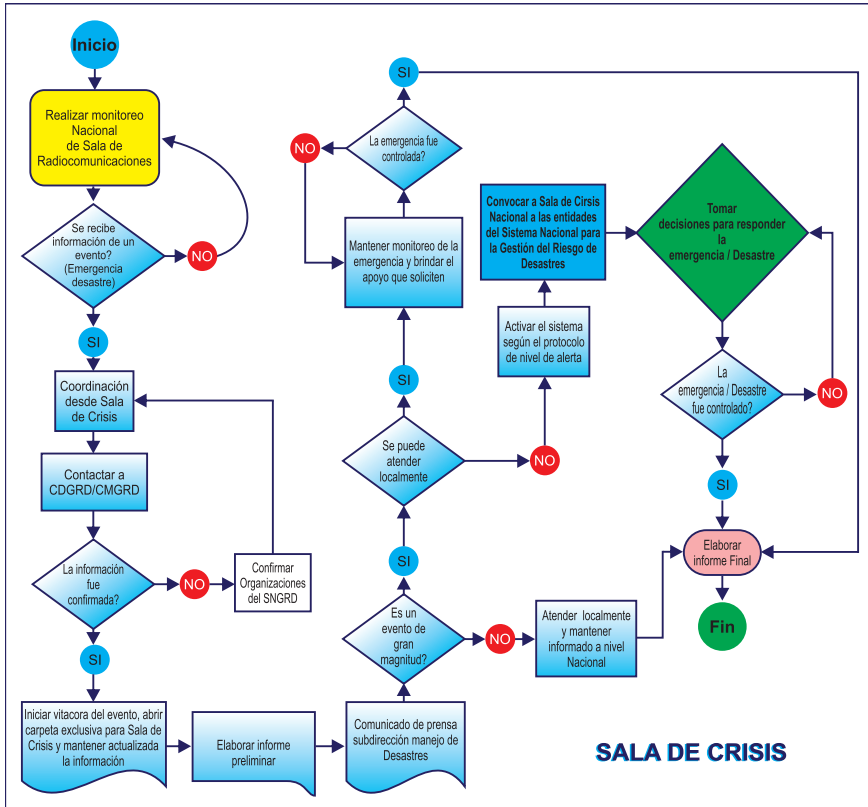 Inicio
Realizar monitoreo
Nacional
de Sala de
Radiocomunicaciones
Se recibe
información de un
evento?
(Emergencia
desastre)
NO
SI
Coordinación
desde Sala
de Crisis
Contactar a
CDGRD/CMGRD
La información
fue
confirmada?
NO
Confirmar
Organizaciones
del SNGRD
SI
Iniciar vitacora del evento, abrir
carpeta exclusiva para Sala de
Crisis y mantener actualizada
la información
Elaborar informe
preliminar
Comunicado de prensa
subdirección manejo de
Desastres
Es un
evento de
gran
magnitud?
NO
Atender localmente
y mantener
informado a nivel
Nacional
SI
Se puede
atender
localmente
NO
SI
Mantener monitoreo de la
emergencia y brindar el
apoyo que soliciten
La emergencia fue
controlada?
NO
SI
Activar el sistema
según el protocolo
de nivel de alerta
Convocar a Sala de Cirsis
Nacional a las entidades
del Sistema Nacional para
la Gestión del Riesgo de
Desastres
Tomar
decisiones para responder
la
emergencia / Desastre
La
emergencia / Desastre
fue controlado?
NO
SI
Elaborar
informe Final
Fin
SALA DE CRISIS